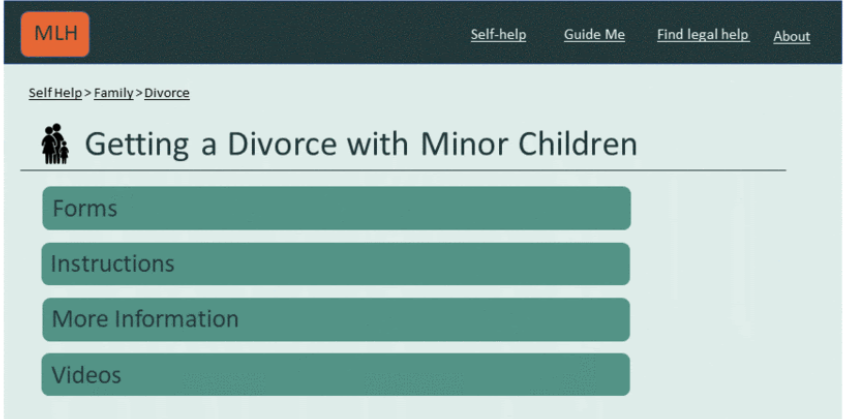 MLH Self-help Guide Me Find legal help About
Self Help > Family > Divorce
Getting a Divorce with Minor Children
Forms
Instructions
More Information
Videos